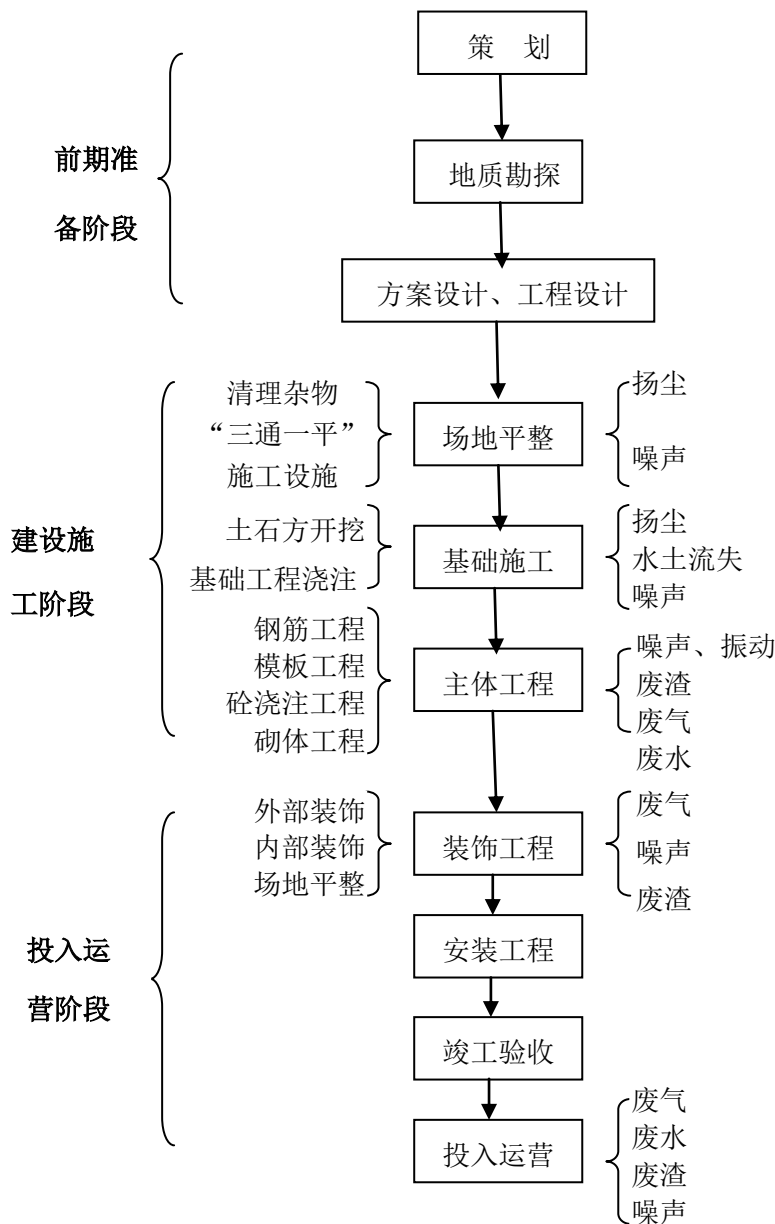 策 划
前期准
备阶段
地质勘探
方案设计、工程设计
建设施
工阶段
清理杂物
“三通一平”
施工设施
场地平整
扬尘
噪声
土石方开挖
基础工程浇注
基础施工
扬尘
水土流失
噪声
钢筋工程
模板工程
砼浇注工程
砌体工程
主体工程
噪声、振动
废渣
废气
废水
投入运
营阶段
外部装饰
内部装饰
场地平整
装饰工程
废气
噪声
废渣
安装工程
竣工验收
投入运营
废气
废水
废渣
噪声